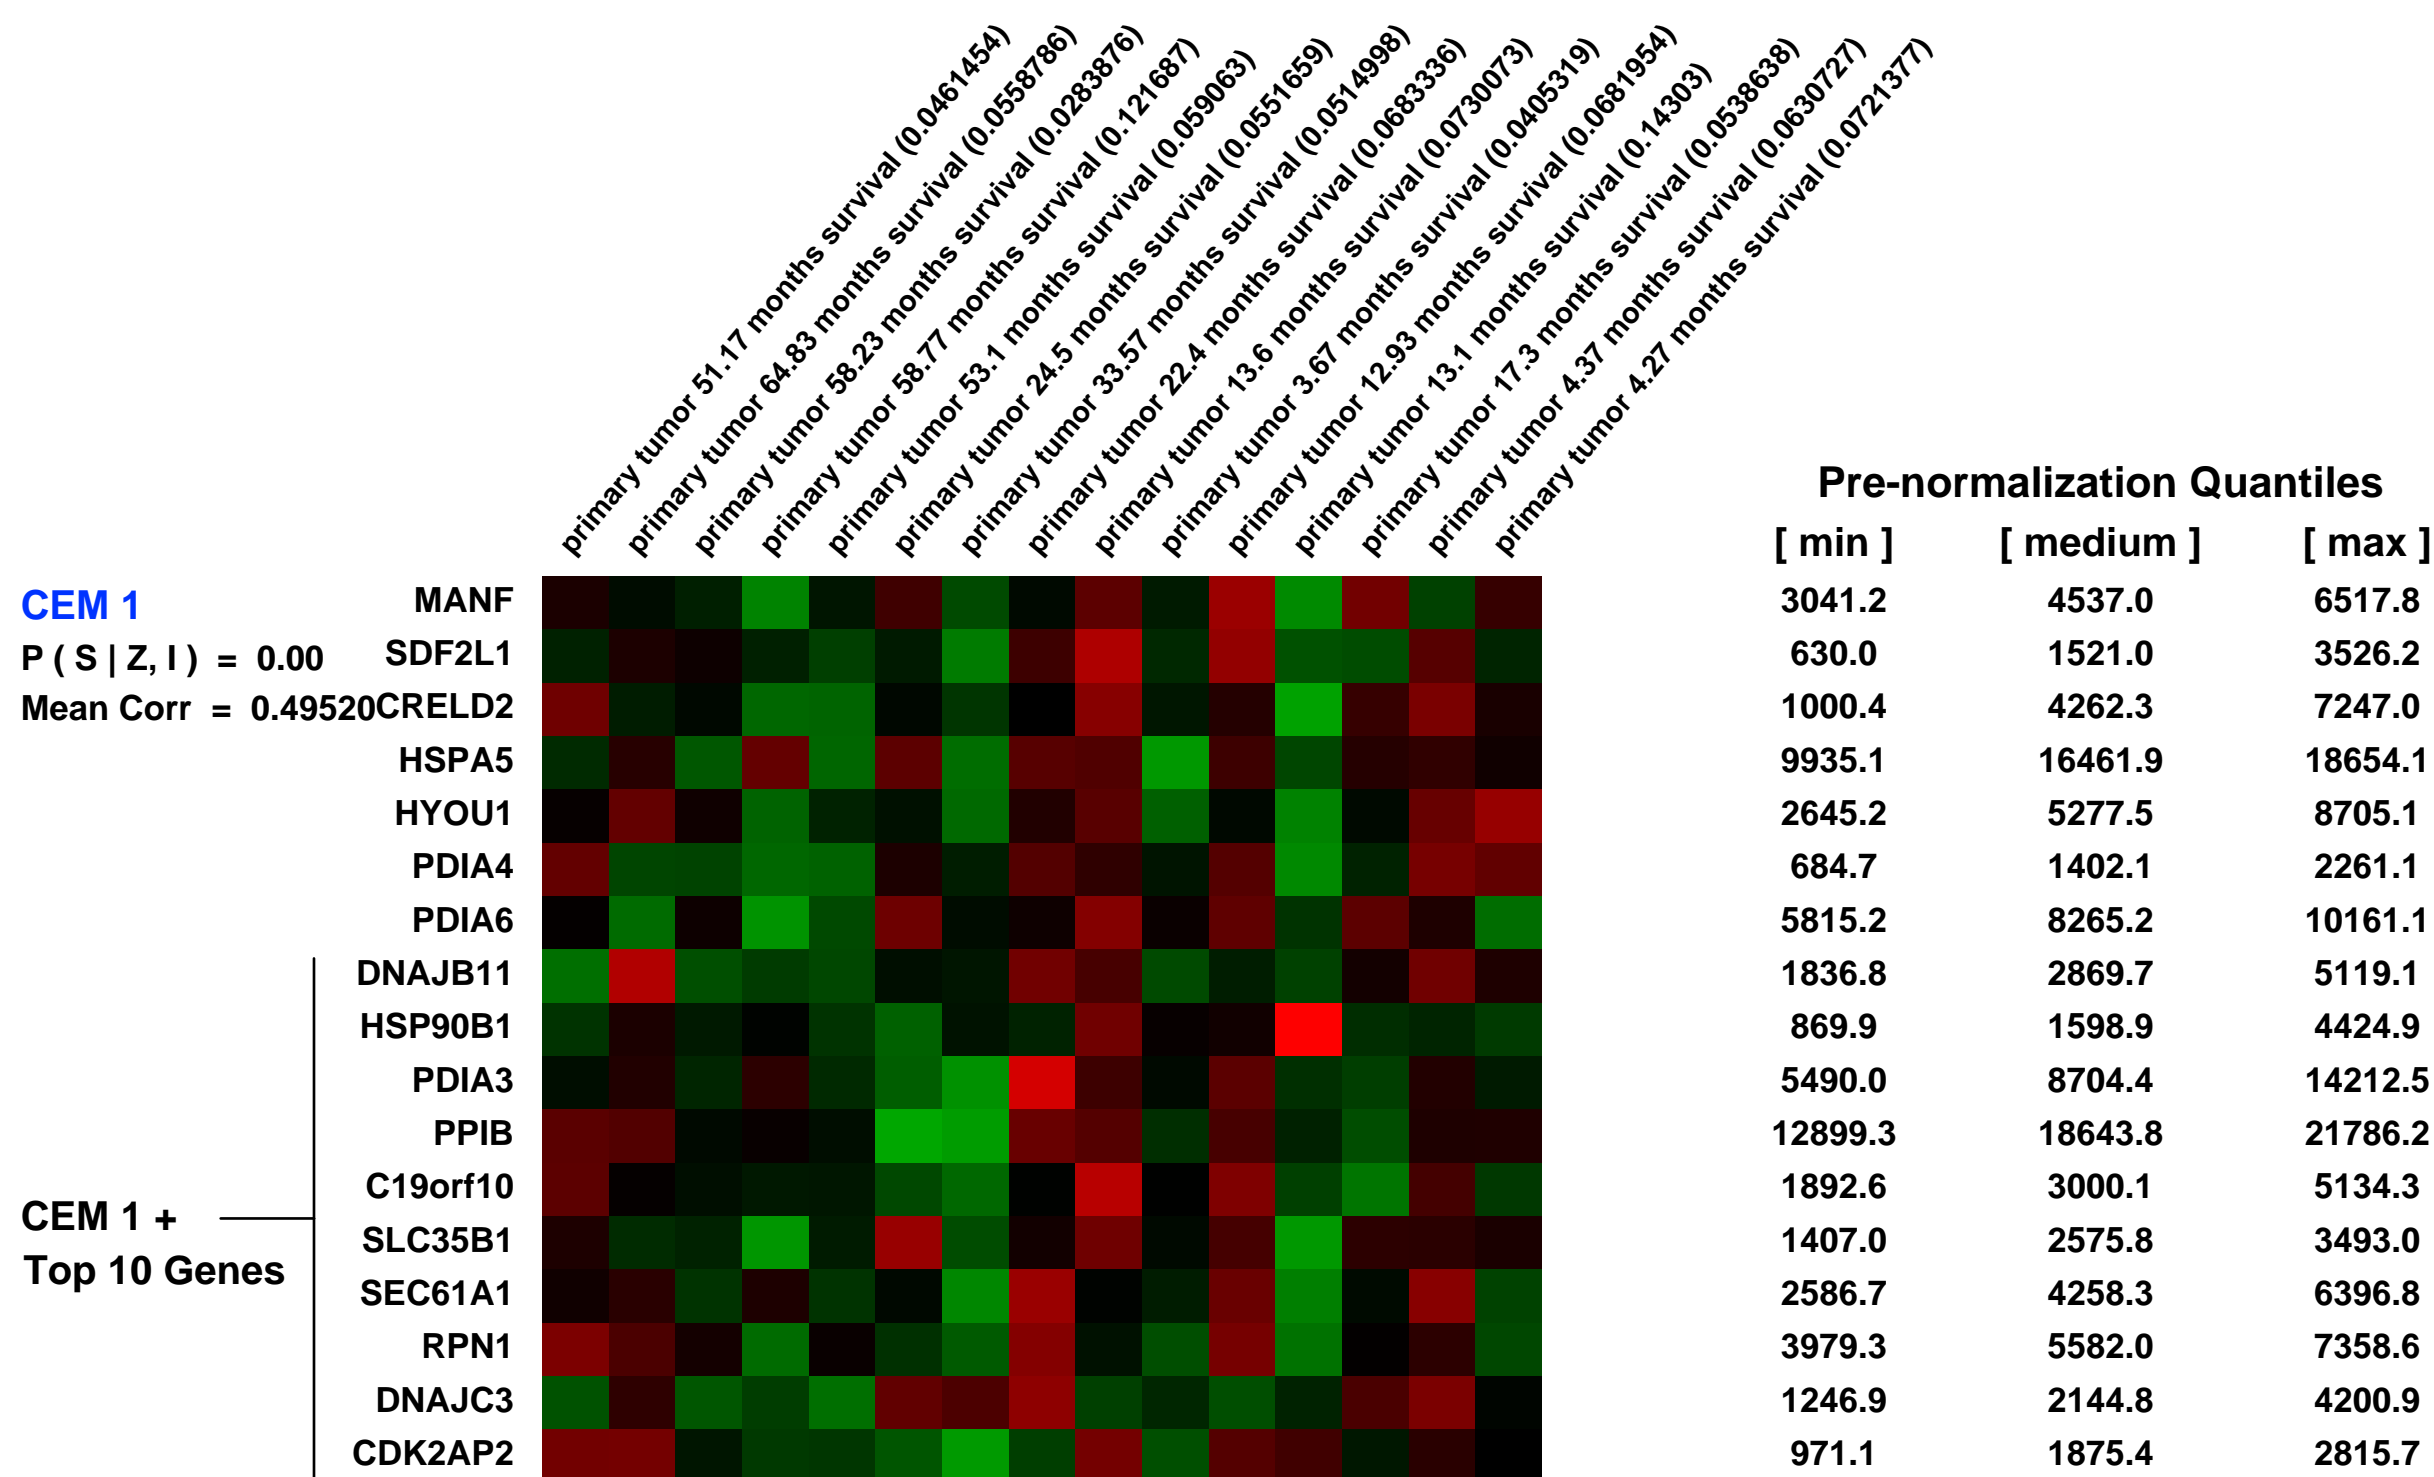 primary tumor 51.17 months survival (0.0461454)
primary tumor 64.83 months survival (0.0558786)
primary tumor 58.23 months survival (0.0283876)
primary tumor 58.77 months survival (0.121687)
primary tumor 53.1 months survival (0.059063)
primary tumor 24.5 months survival (0.0551659)
primary tumor 33.57 months survival (0.0514998)
primary tumor 22.4 months survival (0.0683336)
primary tumor 13.6 months survival (0.0730073)
primary tumor 3.67 months survival (0.0405319)
primary tumor 12.93 months survival (0.0681954)
primary tumor 13.1 months survival (0.14303)
primary tumor 17.3 months survival (0.0538638)
primary tumor 4.37 months survival (0.0630727)
primary tumor 4.27 months survival (0.0721377)
Pre-normalization Quantiles
[ min ] [ medium ] [ max ]
CEM 1 MANF 3041.2 4537.0 6517.8
P ( S | Z, I ) = 0.00 SDF2L1 630.0 1521.0 3526.2
Mean Corr = 0.49520 CRELD2 1000.4 4262.3 7247.0
HSPA5 9935.1 16461.9 18654.1
HYOU1 2645.2 5277.5 8705.1
PDIA4 684.7 1402.1 2261.1
PDIA6 5815.2 8265.2 10161.1
DNAJB11 1836.8 2869.7 5119.1
HSP90B1 869.9 1598.9 4424.9
PDIA3 5490.0 8704.4 14212.5
PPIB 12899.3 18643.8 21786.2
C19orf10 1892.6 3000.1 5134.3
CEM 1 +
Top 10 Genes
SLC35B1 1407.0 2575.8 3493.0
SEC61A1 2586.7 4258.3 6396.8
RPN1 3979.3 5582.0 7358.6
DNAJC3 1246.9 2144.8 4200.9
CDK2AP2 971.1 1875.4 2815.7